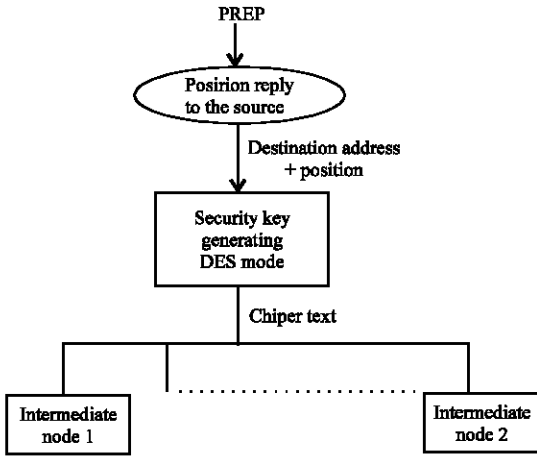 PREP
Posirion reply
to the source
Destination address
+ position
Security key
generating
DES mode
Chiper text
Intermediate
node 1
Intermediate
node 2